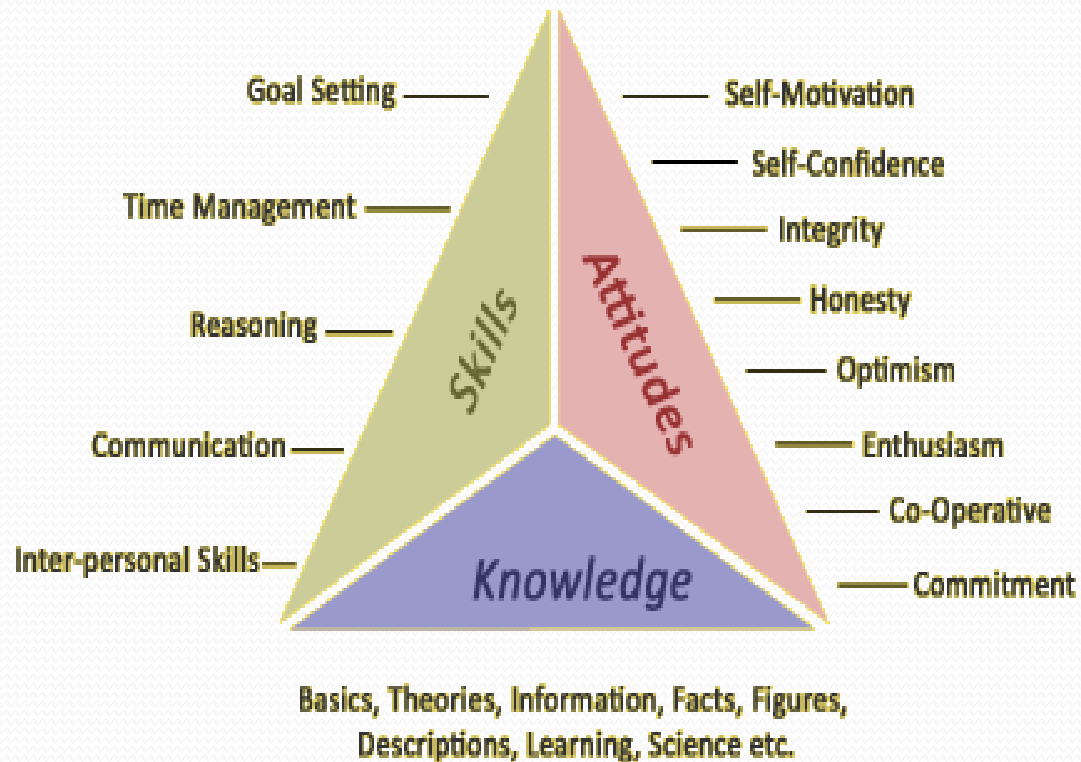 Goal Setting
Time Management
Reasoning
Communication
Inter-personal Skills
Skills
Attitudes
Knowledge
Self-Motivation
Self-Confidence
Integrity
Honesty
Optimism
Enthusiasm
Co-Operative
Commitment
Basics, Theories, Information, Facts, Figures,
Descriptions, Learning, Science etc.